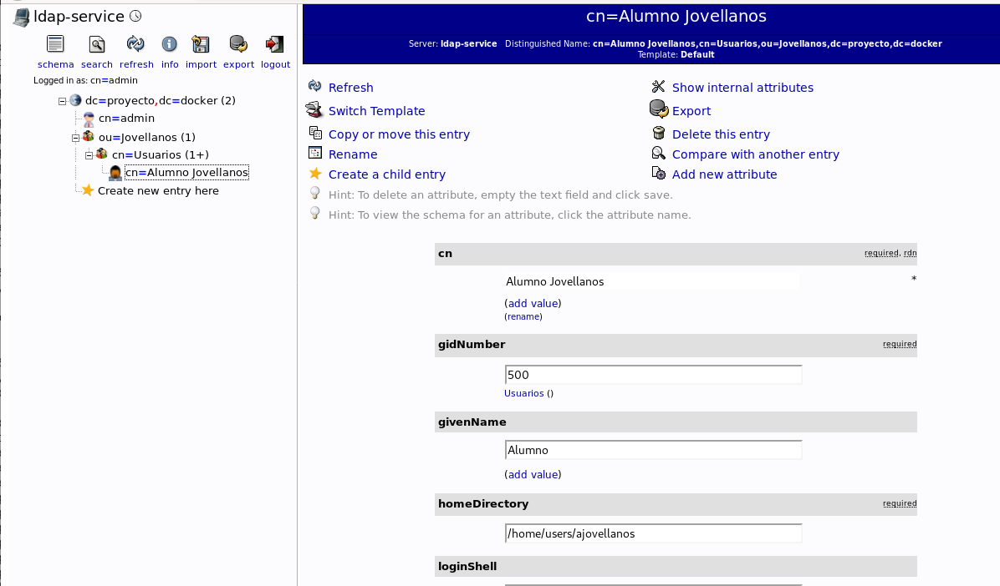 ldap-service
schema search refresh info import export logout
Logged in as: cn=admin
dc=proyecto,dc=docker (2)
cn=admin
ou=Jovellanos (1)
cn=Usuarios (1+)
cn=Alumno Jovellanos
Create new entry here
cn=Alumno Jovellanos
Server: ldap-service Distinguished Name: cn=Alumno Jovellanos,cn=Usuarios,ou=Jovellanos,dc=proyecto,dc=docker
Template: Default
Refresh Show internal attributes
Switch Template Export
Copy or move this entry Delete this entry
Rename Compare with another entry
Create a child entry Add new attribute
Hint: To delete an attribute, empty the text field and click save.
Hint: To view the schema for an attribute, click the attribute name.
cn required, rdn
Alumno Jovellanos *
(add value)
(rename)
gidNumber required
500
Usuarios ()
givenName
Alumno
(add value)
homeDirectory required
/home/users/ajovellanos
loginShell